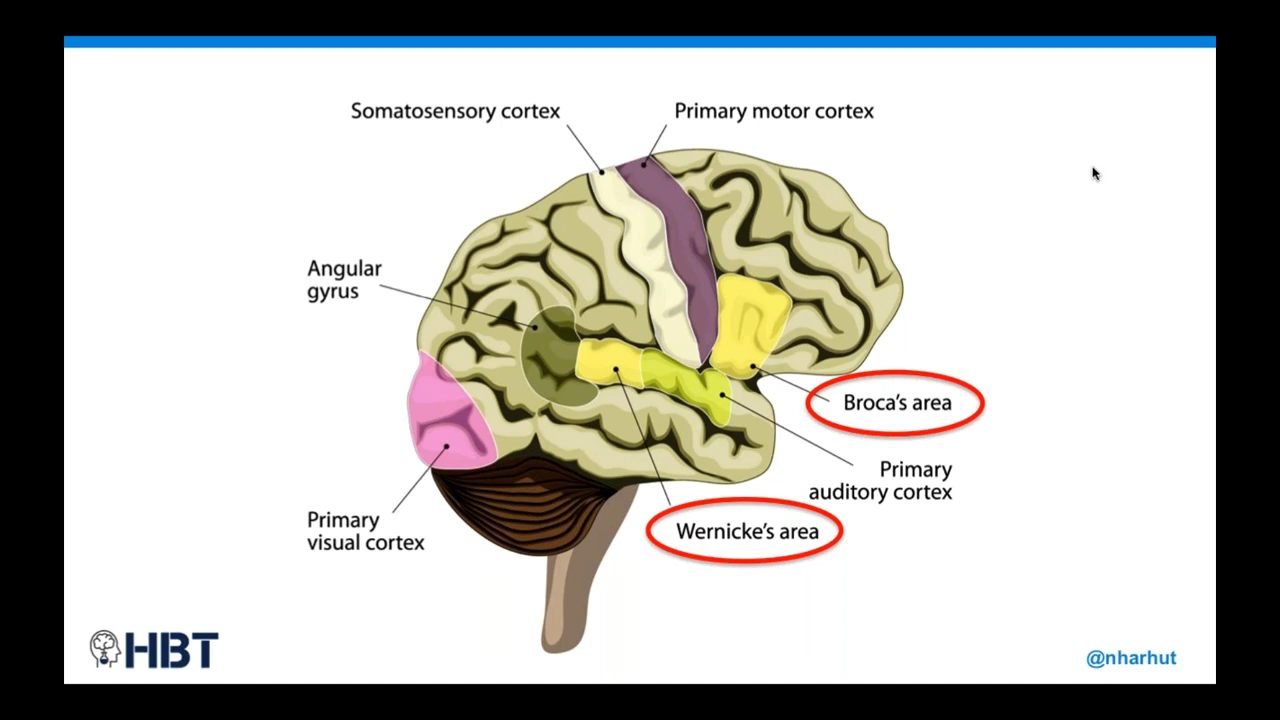 Somatosensory cortex
Primary motor cortex
Angular
gyrus
Broca's area
Primary
auditory cortex
Wernicke's area
Primary
visual cortex
HBT
@nharhut